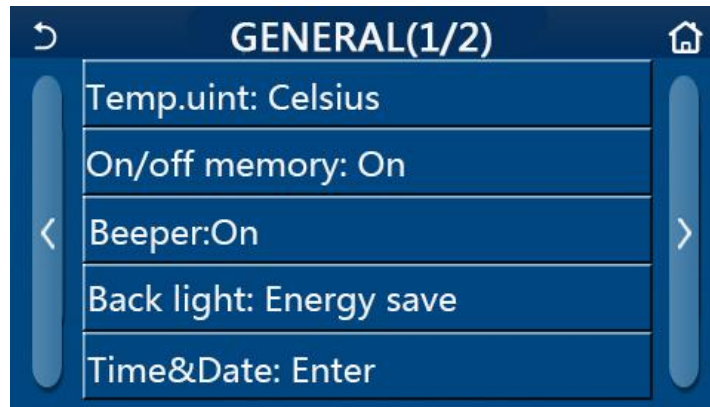 GENERAL(1/2)
Temp.uint: Celsius
On/off memory: On
Beeper:On
Back light: Energy save
Time&Date: Enter